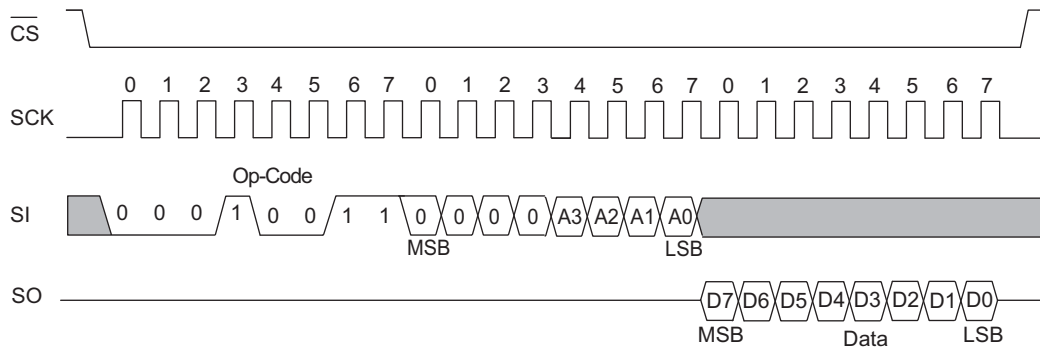 CS
0 1 2 3 4 5 6 7 0 1 2 3 4 5 6 7 0 1 2 3 4 5 6 7
SCK
Op-Code
SI 0 0 0 1 0 0 1 1 0 0 0 0 A3 A2 A1 A0
MSB LSB
SO D7 D6 D5 D4 D3 D2 D1 D0
MSB Data LSB